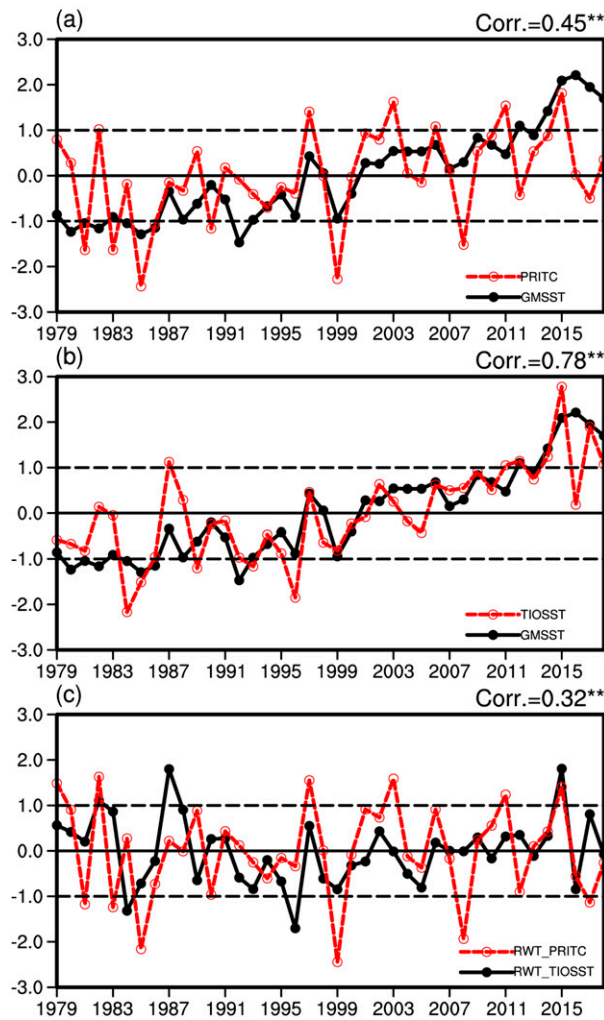 (a)
Corr.=0.45**
3.0
2.0
1.0
0.0
-1.0
-2.0
-3.0
PRITC
GMSST
1979 1983 1987 1991 1995 1999 2003 2007 2011 2015
(b)
Corr.=0.78**
3.0
2.0
1.0
0.0
-1.0
-2.0
-3.0
TIOSST
GMSST
1979 1983 1987 1991 1995 1999 2003 2007 2011 2015
(c)
Corr.=0.32**
3.0
2.0
1.0
0.0
-1.0
-2.0
-3.0
RWT_PRITC
RWT_TIOSST
1979 1983 1987 1991 1995 1999 2003 2007 2011 2015